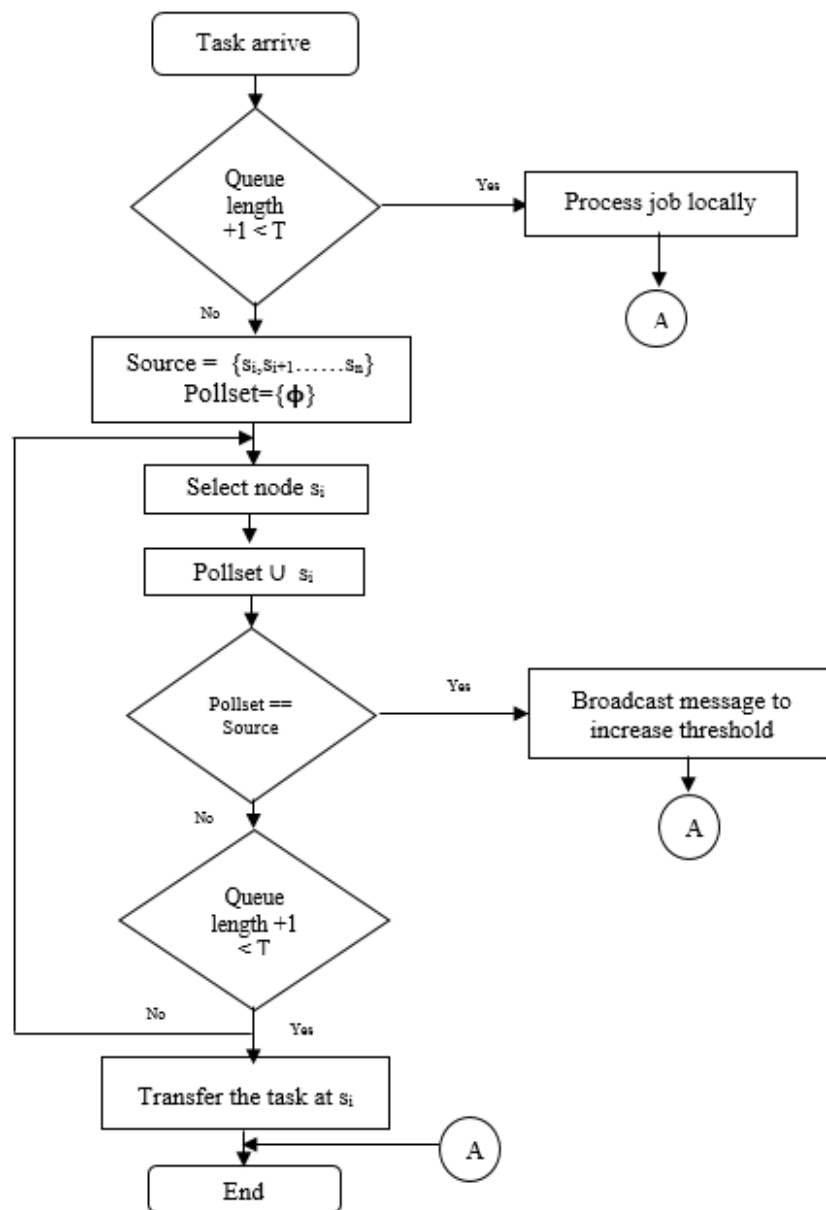 Task arrive
Queue
length
+1 < T
Yes
Process job locally
A
No
Source = {sᵢ,sᵢ₊₁……sₙ}
Pollset={ϕ}
Select node sᵢ
Pollset ∪ sᵢ
Pollset ==
Source
Yes
Broadcast message to
increase threshold
A
No
Queue
length +1
< T
No
Yes
Transfer the task at sᵢ
A
End